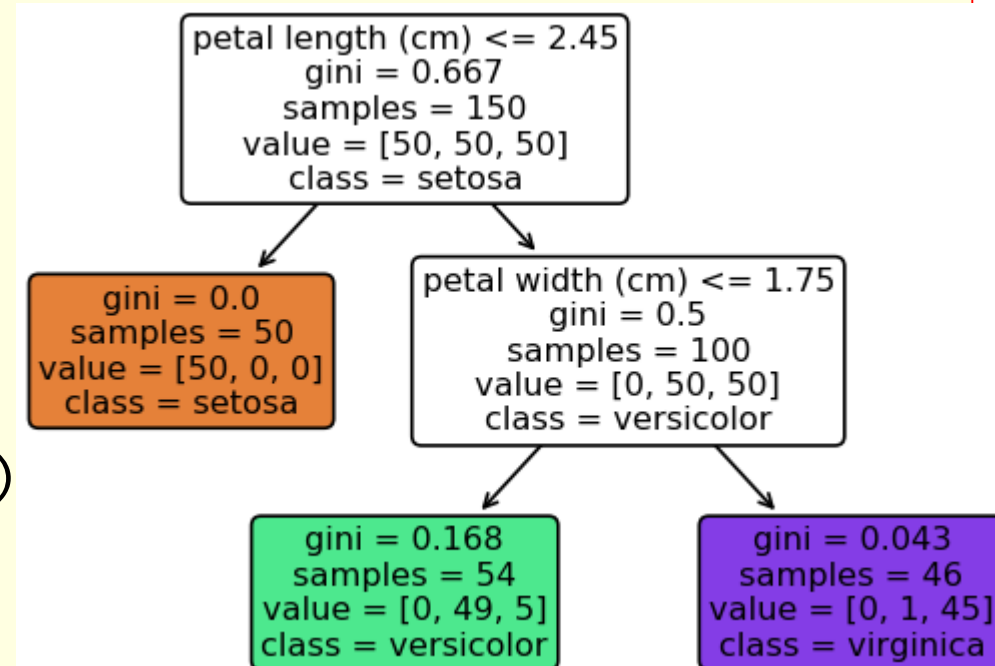 petal length (cm) <= 2.45
gini = 0.667
samples = 150
value = [50, 50, 50]
class = setosa
gini = 0.0
samples = 50
value = [50, 0, 0]
class = setosa
petal width (cm) <= 1.75
gini = 0.5
samples = 100
value = [0, 50, 50]
class = versicolor
gini = 0.168
samples = 54
value = [0, 49, 5]
class = versicolor
gini = 0.043
samples = 46
value = [0, 1, 45]
class = virginica